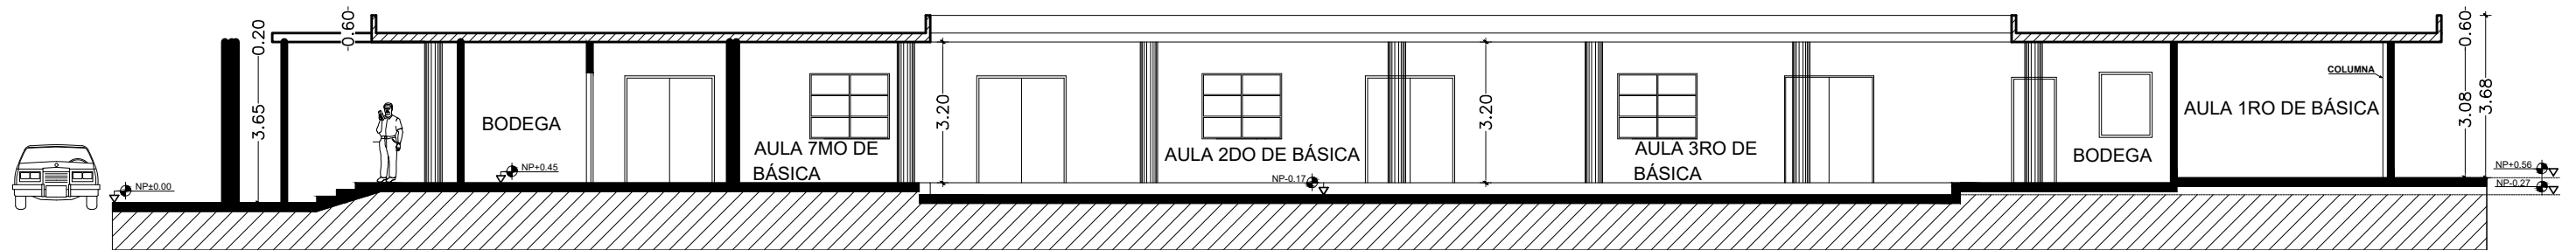 0.20
0.60
3.65
NP±0.00
BODEGA
NP+0.45
AULA 7MO DE
BÁSICA
3.20
AULA 2DO DE BÁSICA
NP-0.17
3.20
AULA 3RO DE
BÁSICA
BODEGA
COLUMNA
AULA 1RO DE BÁSICA
0.60
3.08
3.68
NP+0.56
NP-0.27